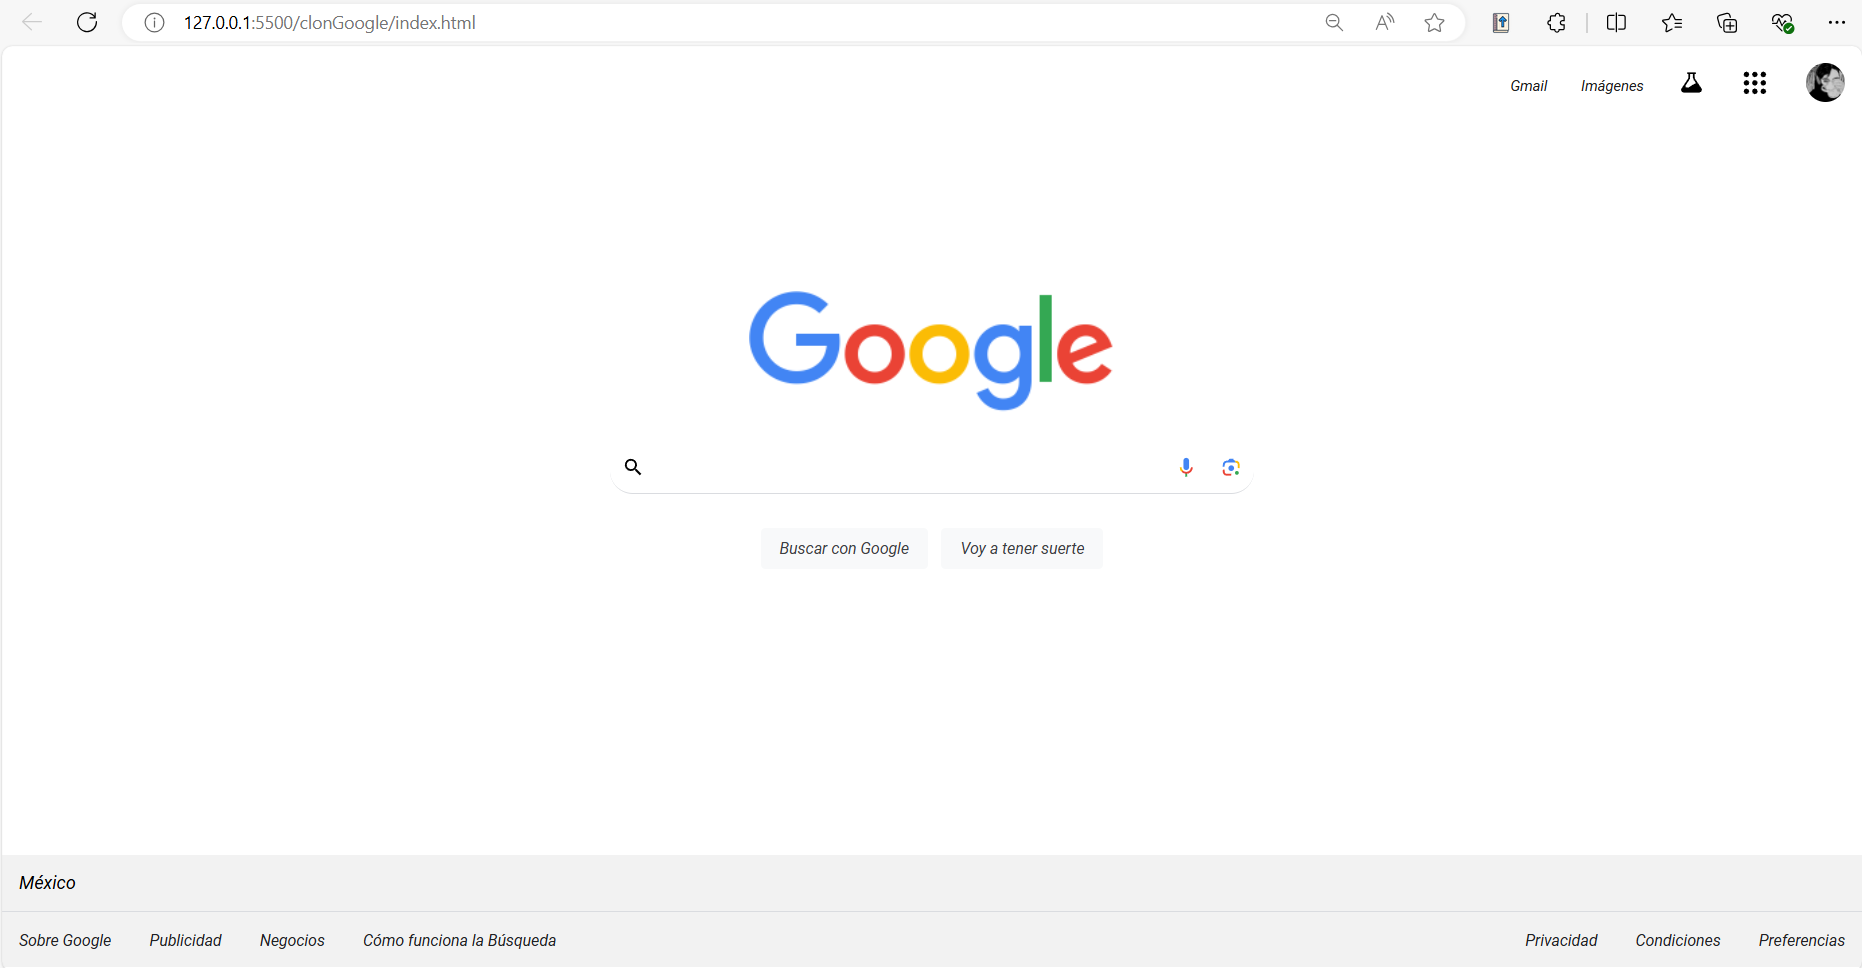 127.0.0.1:5500/clonGoogle/index.html
Gmail Imágenes
Google
Buscar con Google Voy a tener suerte
México
Sobre Google Publicidad Negocios Cómo funciona la Búsqueda Privacidad Condiciones Preferencias